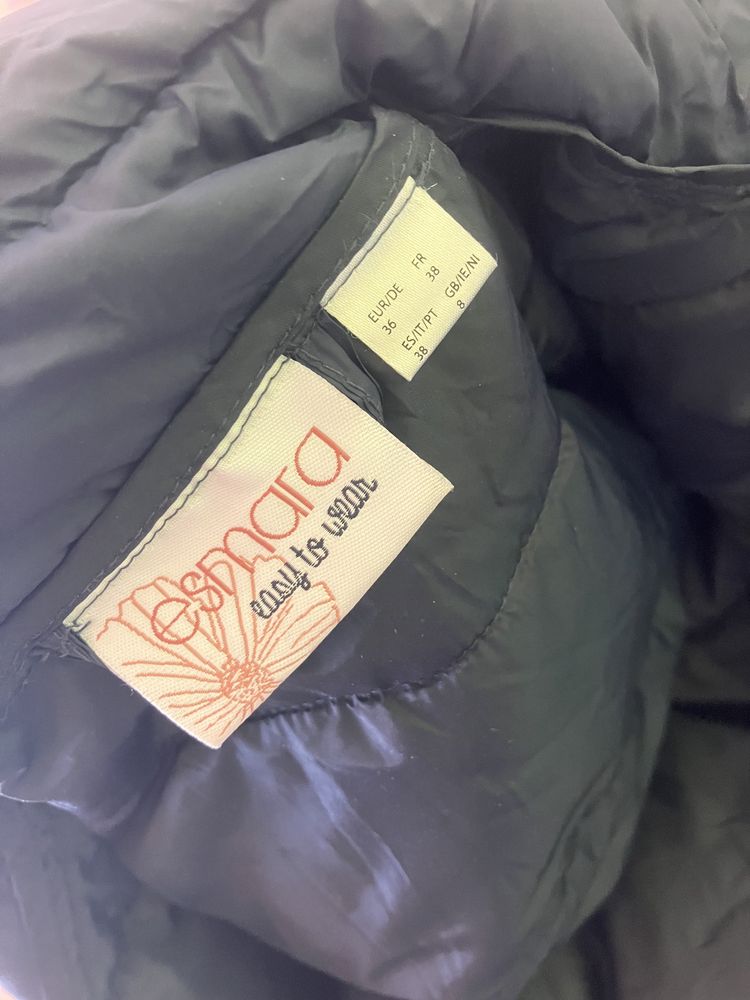 EUR/DE FR
36 38
ES/IT/PT GB/IE/NI
38 8
esmara
easy to wear